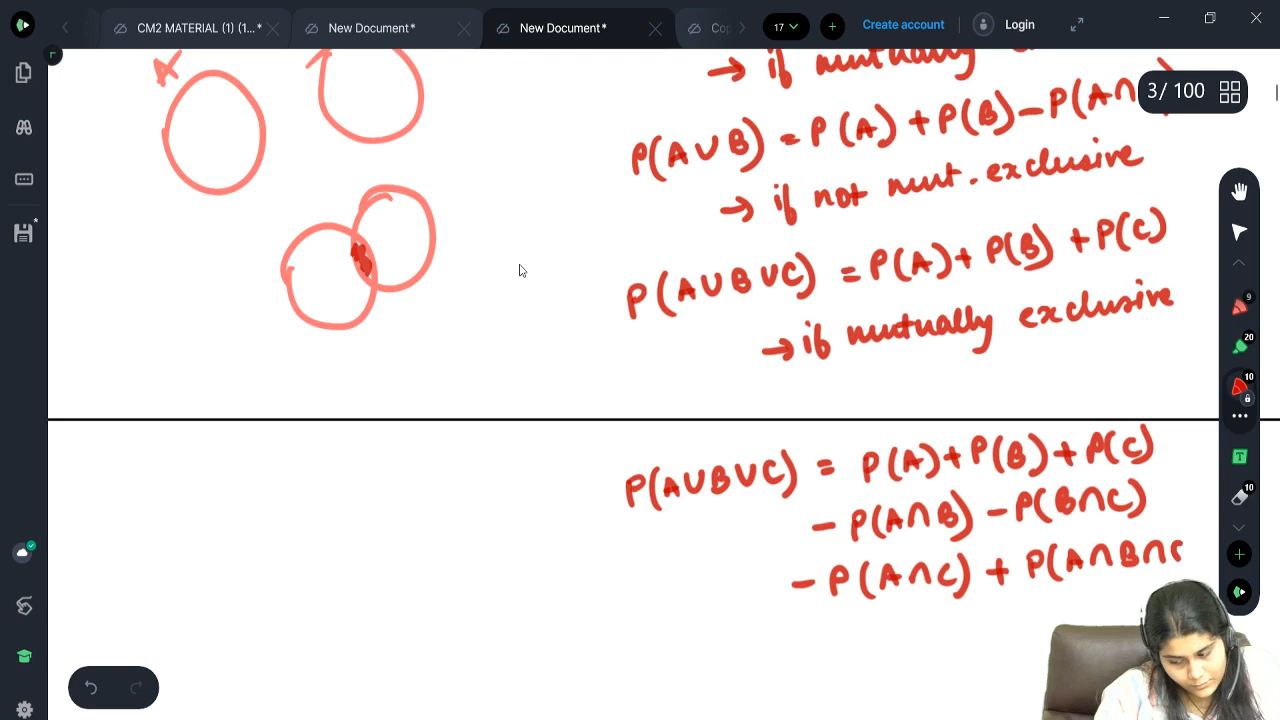 CM2 MATERIAL (1) (1...*
New Document*
New Document*
Cop
17
Create account
Login
3/ 100
A
→ if mutually
P(A∪B) = P(A) + P(B) – P(A∩
→ if not mut. exclusive
P(A∪B∪C) = P(A) + P(B) + P(C)
→ if mutually exclusive
P(A∪B∪C) = P(A) + P(B) + P(C)
– P(A∩B) – P(B∩C)
– P(A∩C) + P(A∩B∩C
9
20
10
T
10